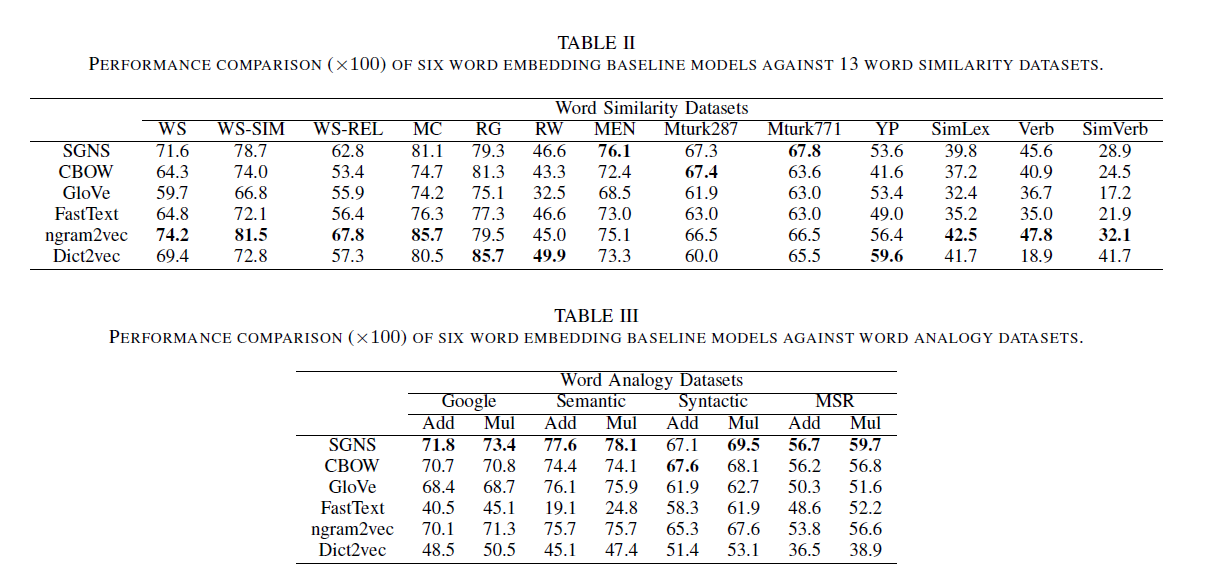 TABLE II
PERFORMANCE COMPARISON (×100) OF SIX WORD EMBEDDING BASELINE MODELS AGAINST 13 WORD SIMILARITY DATASETS.
Word Similarity Datasets
WS WS-SIM WS-REL MC RG RW MEN Mturk287 Mturk771 YP SimLex Verb SimVerb
SGNS 71.6 78.7 62.8 81.1 79.3 46.6 76.1 67.3 67.8 53.6 39.8 45.6 28.9
CBOW 64.3 74.0 53.4 74.7 81.3 43.3 72.4 67.4 63.6 41.6 37.2 40.9 24.5
GloVe 59.7 66.8 55.9 74.2 75.1 32.5 68.5 61.9 63.0 53.4 32.4 36.7 17.2
FastText 64.8 72.1 56.4 76.3 77.3 46.6 73.0 63.0 63.0 49.0 35.2 35.0 21.9
ngram2vec 74.2 81.5 67.8 85.7 79.5 45.0 75.1 66.5 66.5 56.4 42.5 47.8 32.1
Dict2vec 69.4 72.8 57.3 80.5 85.7 49.9 73.3 60.0 65.5 59.6 41.7 18.9 41.7
TABLE III
PERFORMANCE COMPARISON (×100) OF SIX WORD EMBEDDING BASELINE MODELS AGAINST WORD ANALOGY DATASETS.
Word Analogy Datasets
Google Semantic Syntactic MSR
Add Mul Add Mul Add Mul Add Mul
SGNS 71.8 73.4 77.6 78.1 67.1 69.5 56.7 59.7
CBOW 70.7 70.8 74.4 74.1 67.6 68.1 56.2 56.8
GloVe 68.4 68.7 76.1 75.9 61.9 62.7 50.3 51.6
FastText 40.5 45.1 19.1 24.8 58.3 61.9 48.6 52.2
ngram2vec 70.1 71.3 75.7 75.7 65.3 67.6 53.8 56.6
Dict2vec 48.5 50.5 45.1 47.4 51.4 53.1 36.5 38.9